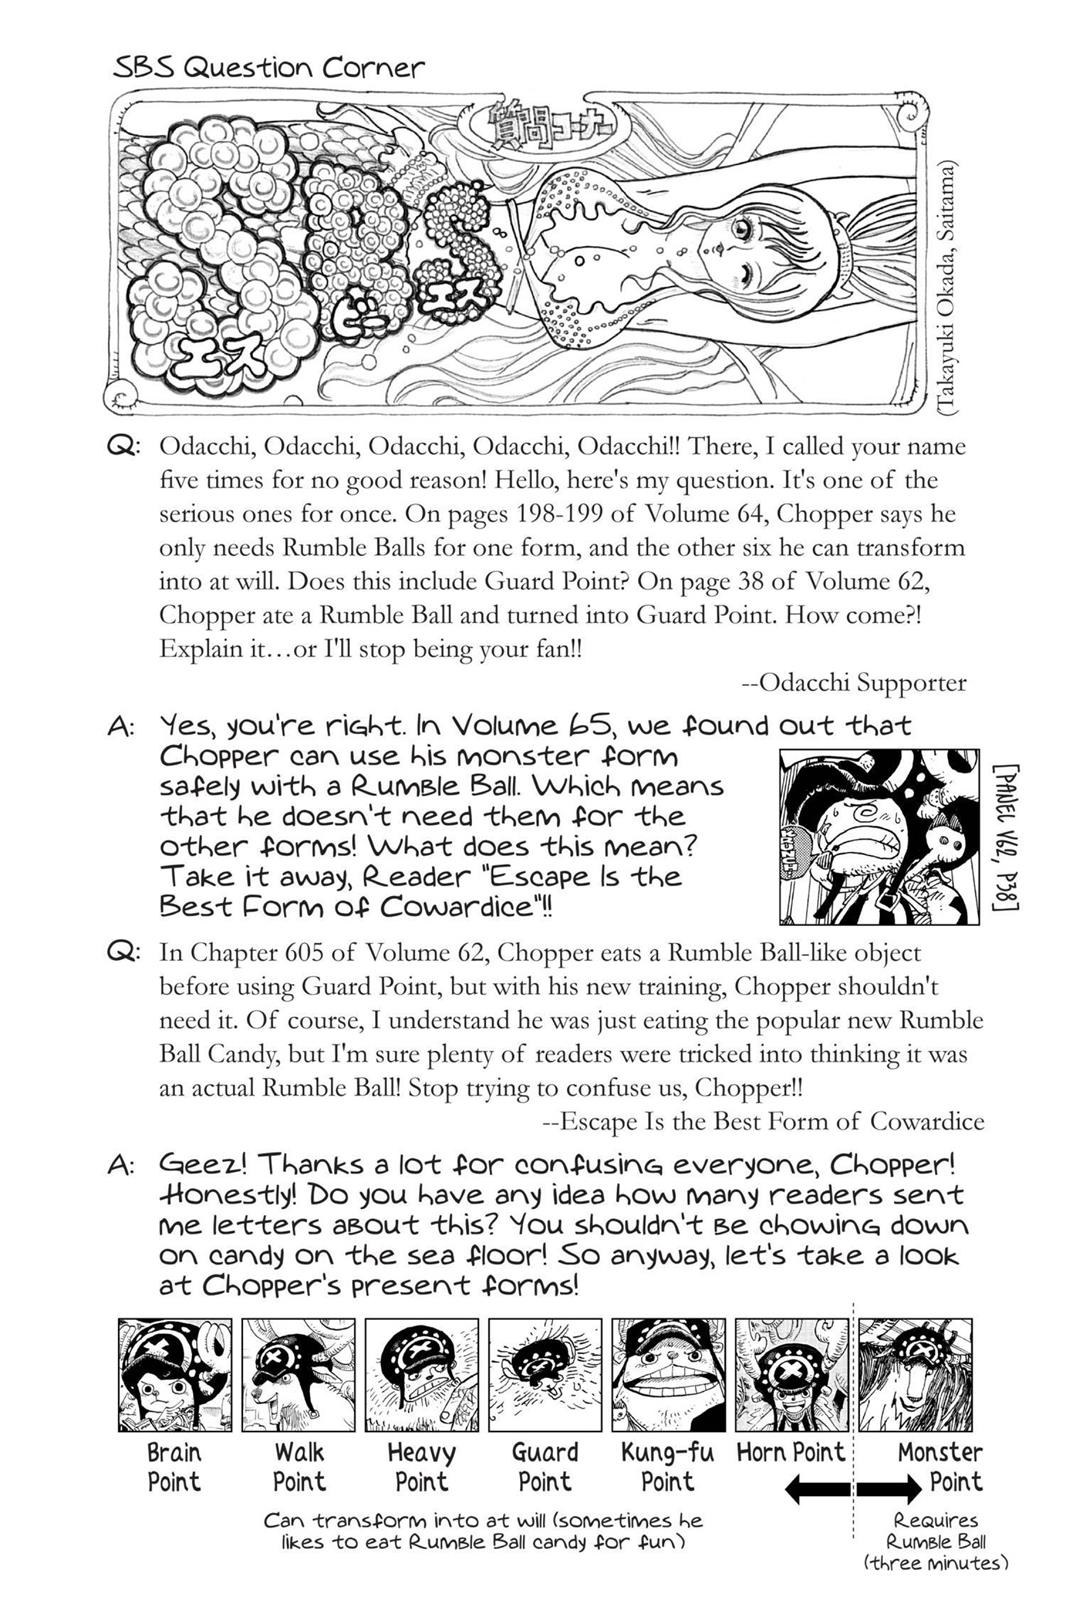 SBS Question Corner
質問コーナー
エス
ビー
エス
(Takayuki Okada, Saitama)
Q: Odacchi, Odacchi, Odacchi, Odacchi, Odacchi!! There, I called your name
five times for no good reason! Hello, here's my question. It's one of the
serious ones for once. On pages 198-199 of Volume 64, Chopper says he
only needs Rumble Balls for one form, and the other six he can transform
into at will. Does this include Guard Point? On page 38 of Volume 62,
Chopper ate a Rumble Ball and turned into Guard Point. How come?!
Explain it...or I'll stop being your fan!!
--Odacchi Supporter
A: Yes, you're right. In Volume 65, we found out that
Chopper can use his monster form
safely with a Rumble Ball. Which means
that he doesn't need them for the
other forms! What does this mean?
Take it away, Reader "Escape Is the
Best Form of Cowardice"!!
[PANEL V62, P38]
Q: In Chapter 605 of Volume 62, Chopper eats a Rumble Ball-like object
before using Guard Point, but with his new training, Chopper shouldn't
need it. Of course, I understand he was just eating the popular new Rumble
Ball Candy, but I'm sure plenty of readers were tricked into thinking it was
an actual Rumble Ball! Stop trying to confuse us, Chopper!!
--Escape Is the Best Form of Cowardice
A: Geez! Thanks a lot for confusing everyone, Chopper!
Honestly! Do you have any idea how many readers sent
me letters about this? You shouldn't be chowing down
on candy on the sea floor! So anyway, let's take a look
at Chopper's present forms!
Brain
Point
Walk
Point
Heavy
Point
Guard
Point
Kung-fu
Point
Horn Point
Monster
Point
Can transform into at will (sometimes he
likes to eat Rumble Ball candy for fun)
Requires
Rumble Ball
(three minutes)